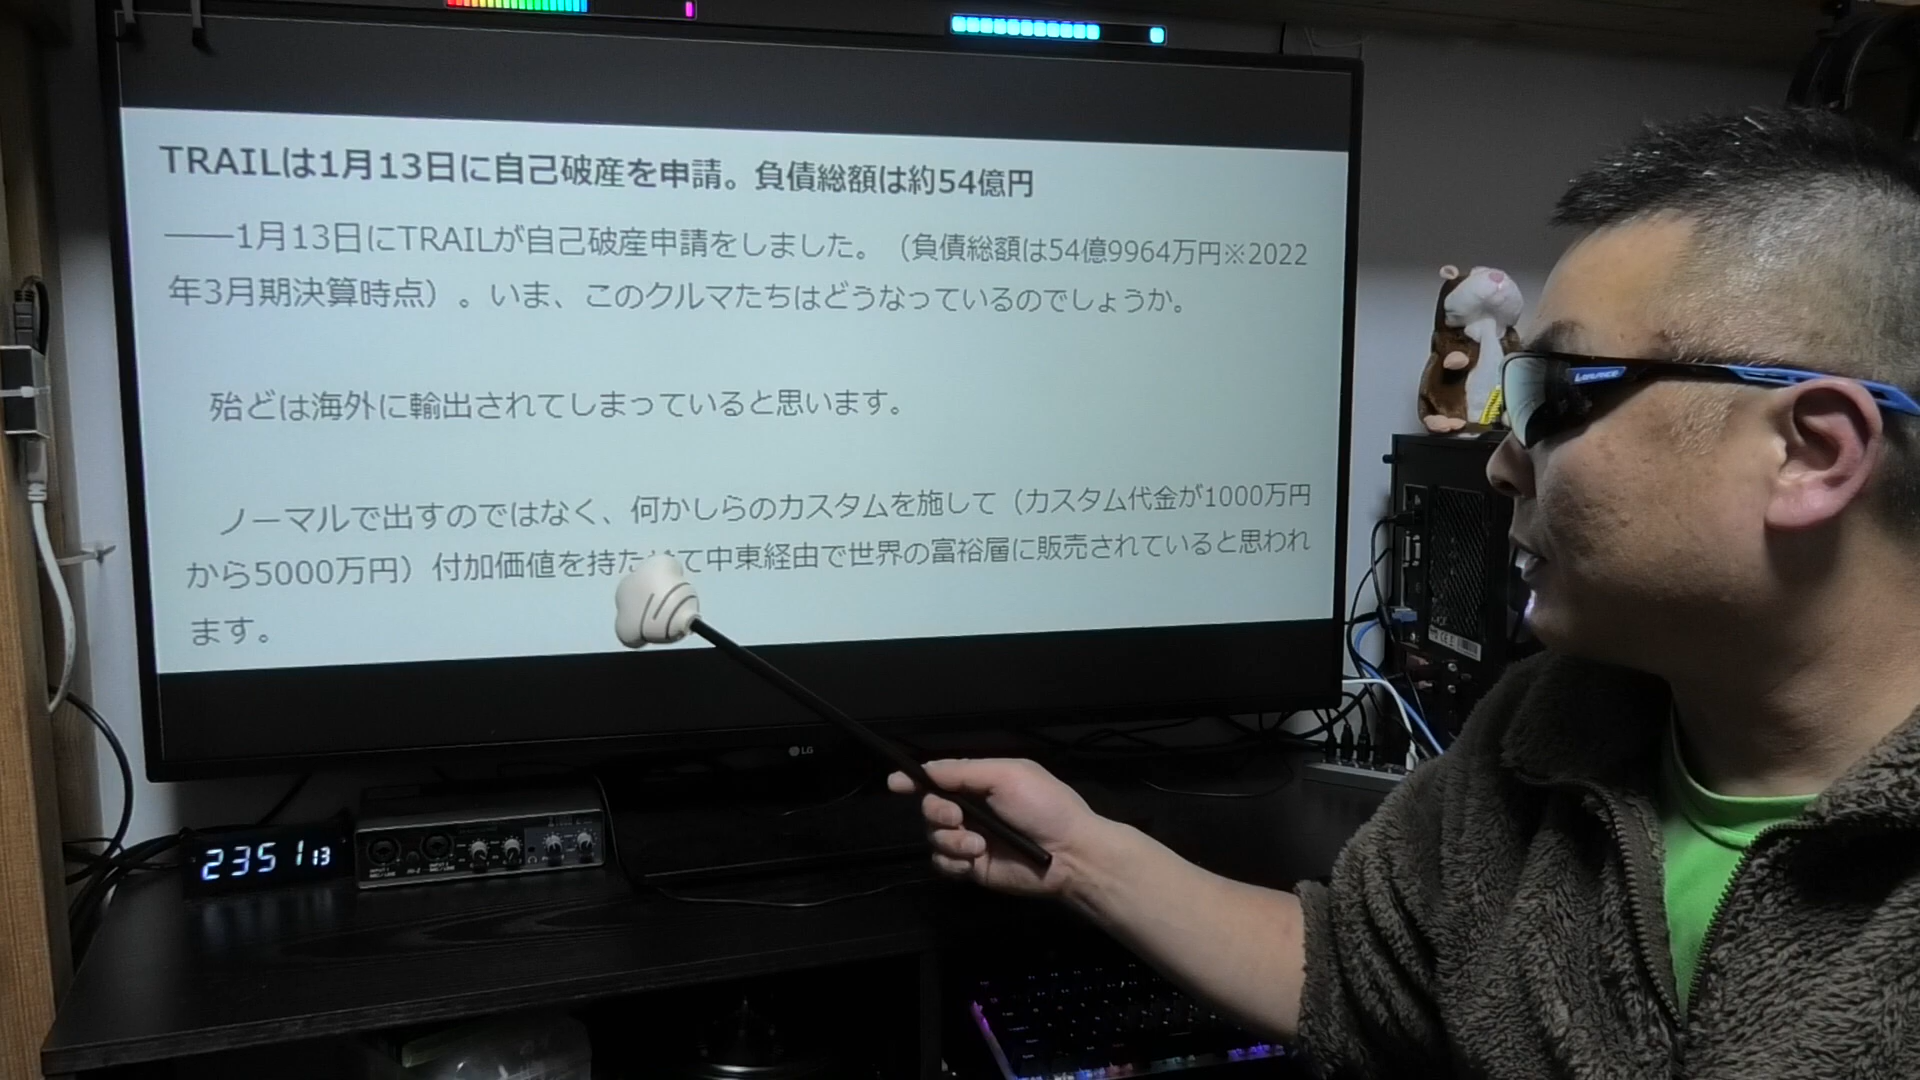 TRAILは1月13日に自己破産を申請。負債総額は約54億円
――1月13日にTRAILが自己破産申請をしました。（負債総額は54億9964万円※2022
年3月期決算時点）。いま、このクルマたちはどうなっているのでしょうか。
殆どは海外に輸出されてしまっていると思います。
ノーマルで出すのではなく、何かしらのカスタムを施して（カスタム代金が1000万円
から5000万円）付加価値を持たせて中東経由で世界の富裕層に販売されていると思われ
ます。
LG
2351 13